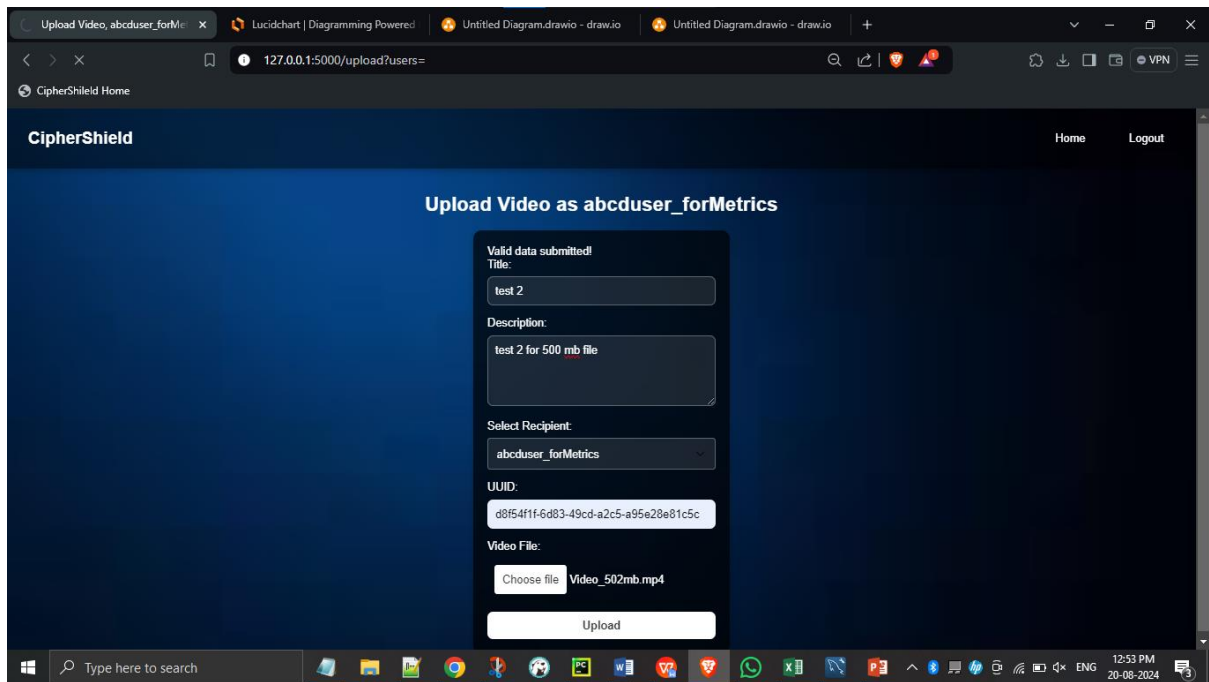 Upload Video, abcduser_forMe
Lucidchart | Diagramming Powered
Untitled Diagram.drawio - draw.io
Untitled Diagram.drawio - draw.io
127.0.0.1:5000/upload?users=
VPN
CipherShileld Home
CipherShield
Home
Logout
Upload Video as abcduser_forMetrics
Valid data submitted!
Title:
test 2
Description:
test 2 for 500 mb file
Select Recipient:
abcduser_forMetrics
UUID:
d8f54f1f-6d83-49cd-a2c5-a95e28e81c5c
Video File:
Choose file Video_502mb.mp4
Upload
Type here to search
ENG
12:53 PM
20-08-2024